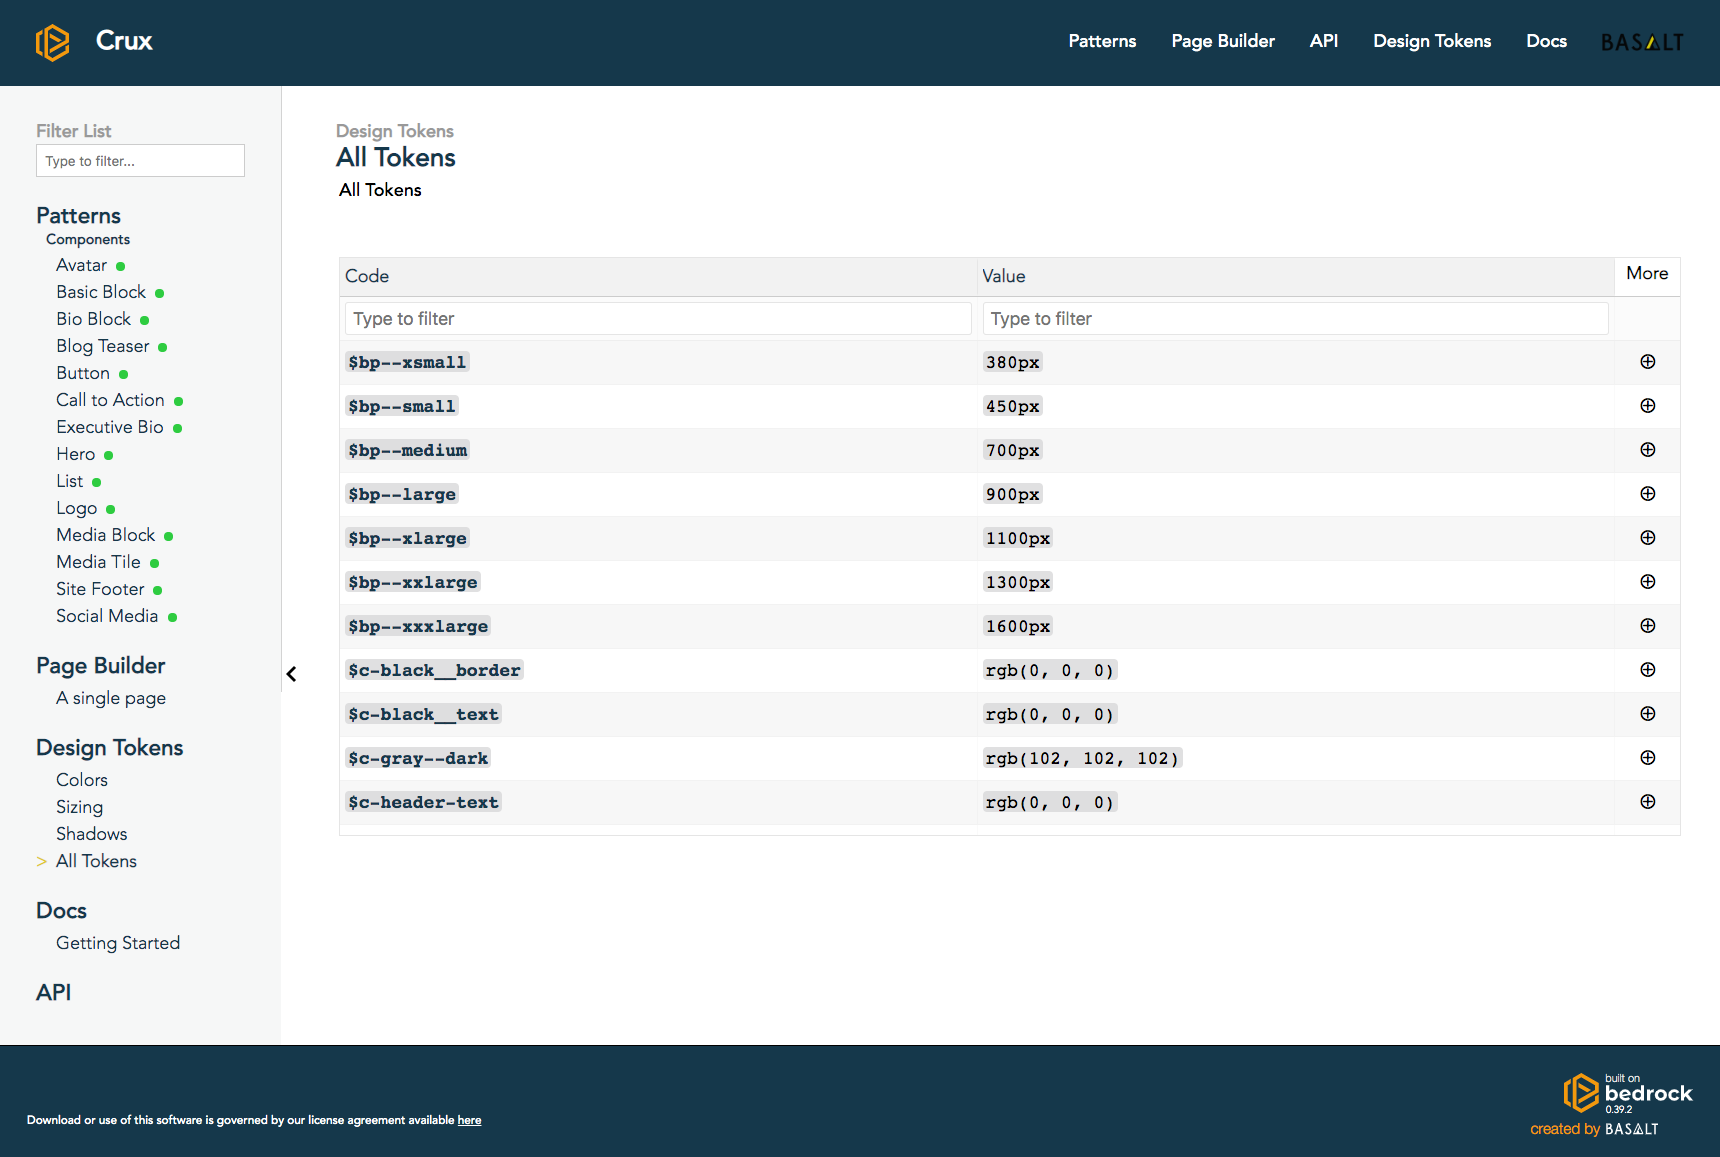 Crux
Patterns Page Builder API Design Tokens Docs BASALT
Filter List
Type to filter...
Patterns
Components
Avatar
Basic Block
Bio Block
Blog Teaser
Button
Call to Action
Executive Bio
Hero
List
Logo
Media Block
Media Tile
Site Footer
Social Media
Page Builder
A single page
Design Tokens
Colors
Sizing
Shadows
> All Tokens
Docs
Getting Started
API
Design Tokens
All Tokens
All Tokens
Code Value More
Type to filter Type to filter
$bp--xsmall 380px
$bp--small 450px
$bp--medium 700px
$bp--large 900px
$bp--xlarge 1100px
$bp--xxlarge 1300px
$bp--xxxlarge 1600px
$c-black__border rgb(0, 0, 0)
$c-black__text rgb(0, 0, 0)
$c-gray--dark rgb(102, 102, 102)
$c-header-text rgb(0, 0, 0)
Download or use of this software is governed by our license agreement available here
built on
bedrock
0.39.2
created by BASALT